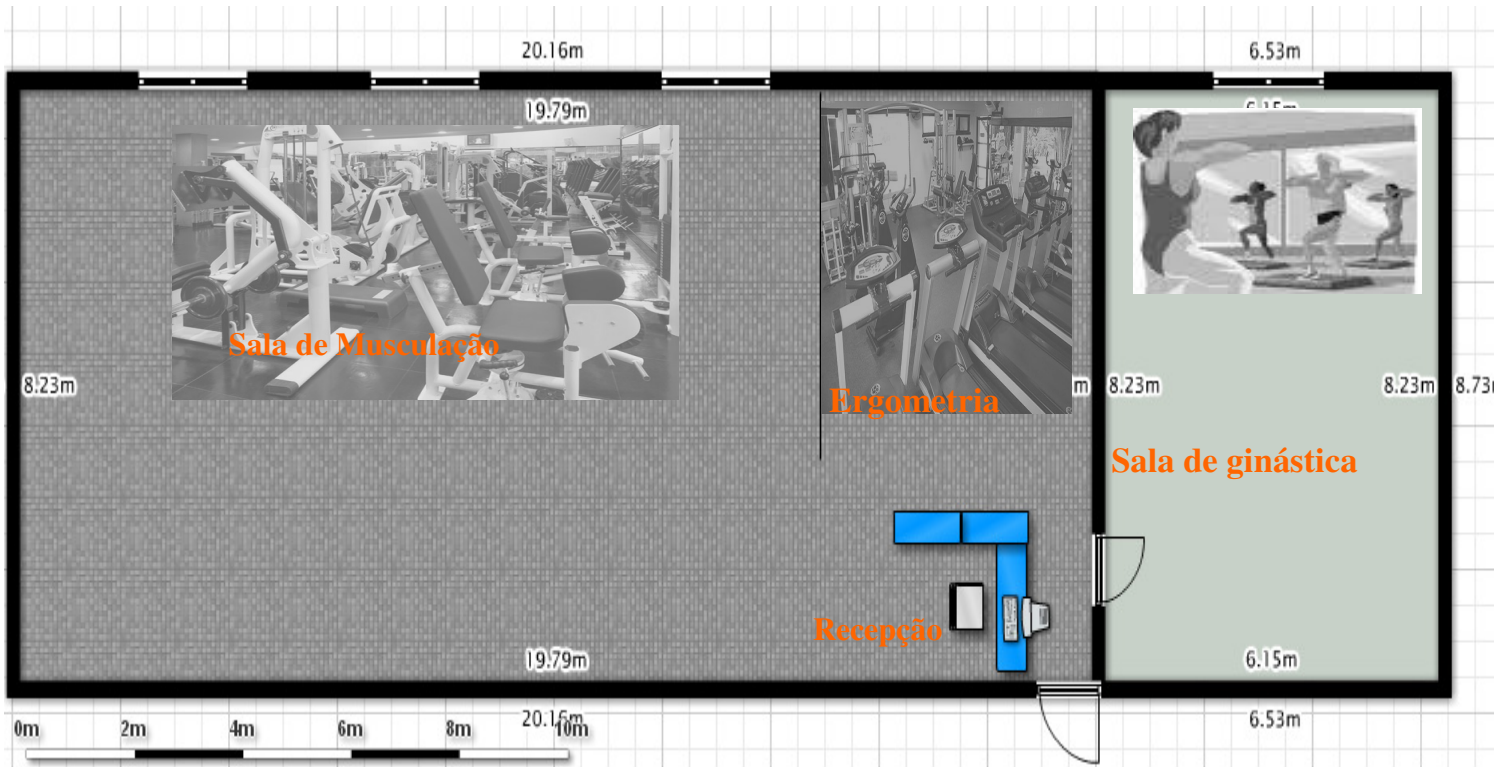 20.16m
6.53m
19.79m
6.15m
Sala de Musculação
8.23m
Ergometria
m
8.23m
8.23m
8.73m
Sala de ginástica
Recepção
19.79m
6.15m
0m
2m
4m
6m
8m
10m
20.16m
6.53m